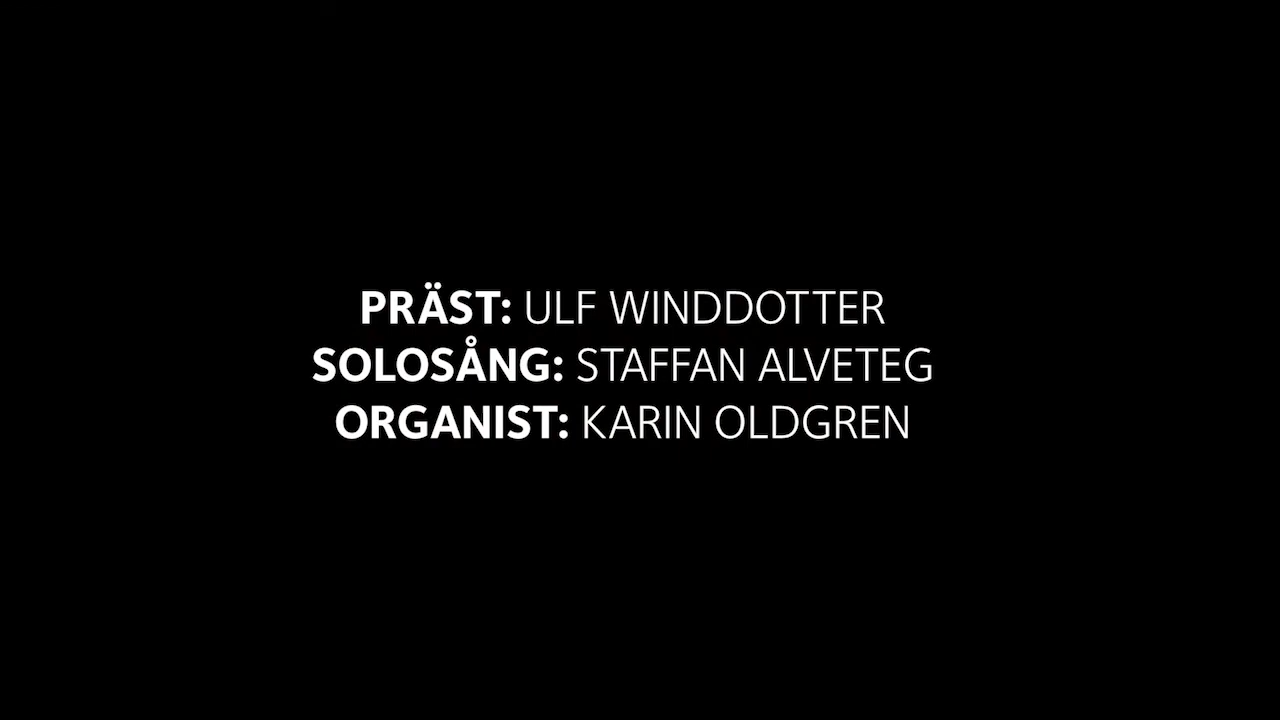 PRÄST: ULF WINDDOTTER
SOLOSÅNG: STAFFAN ALVETEG
ORGANIST: KARIN OLDGREN